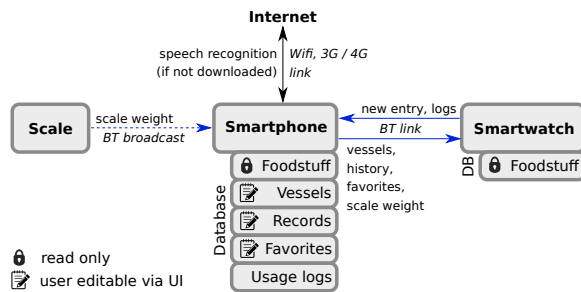 Internet
speech recognition
(if not downloaded)
Wifi, 3G / 4G
link
Scale
scale weight
BT broadcast
Smartphone
new entry, logs
BT link
Smartwatch
vessels,
history,
favorites,
scale weight
Database
Foodstuff
Vessels
Records
Favorites
Usage logs
DB
Foodstuff
read only
user editable via UI